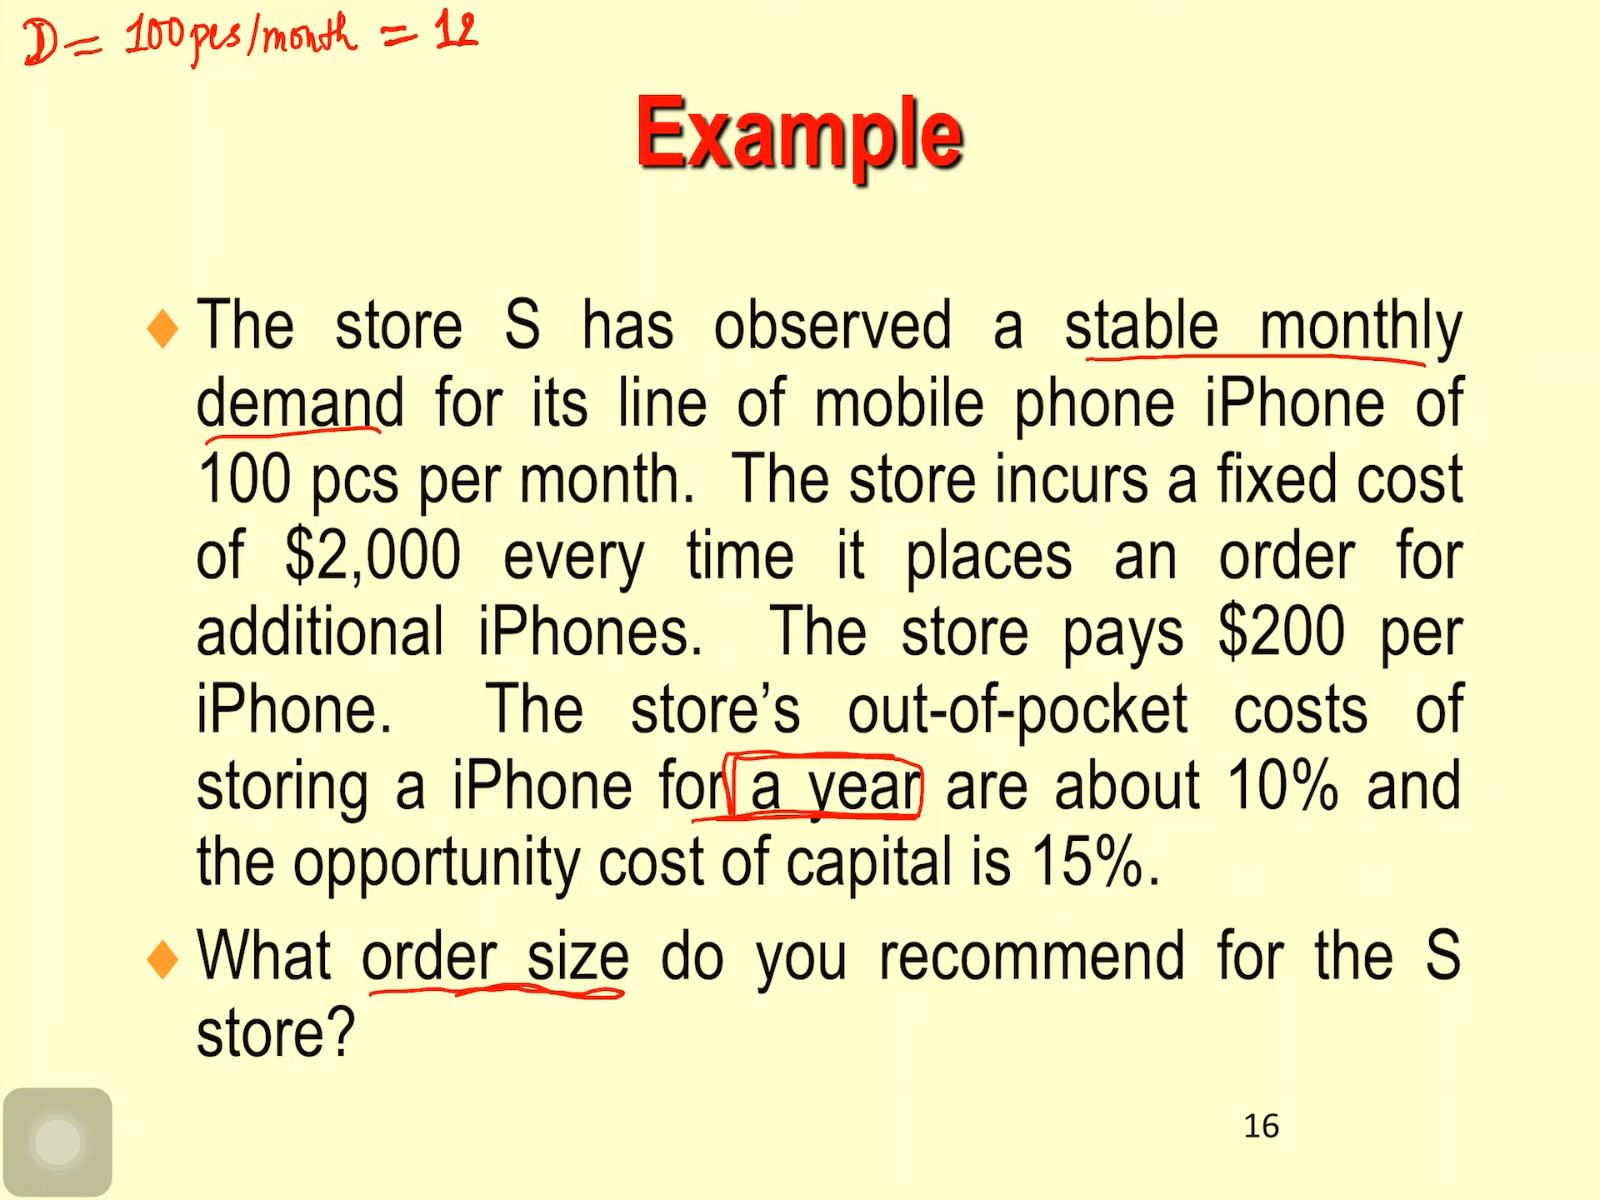 D = 100 pcs/month = 12
Example
The store S has observed a stable monthly
demand for its line of mobile phone iPhone of
100 pcs per month. The store incurs a fixed cost
of $2,000 every time it places an order for
additional iPhones. The store pays $200 per
iPhone. The store’s out-of-pocket costs of
storing a iPhone for a year are about 10% and
the opportunity cost of capital is 15%.
What order size do you recommend for the S
store?
16